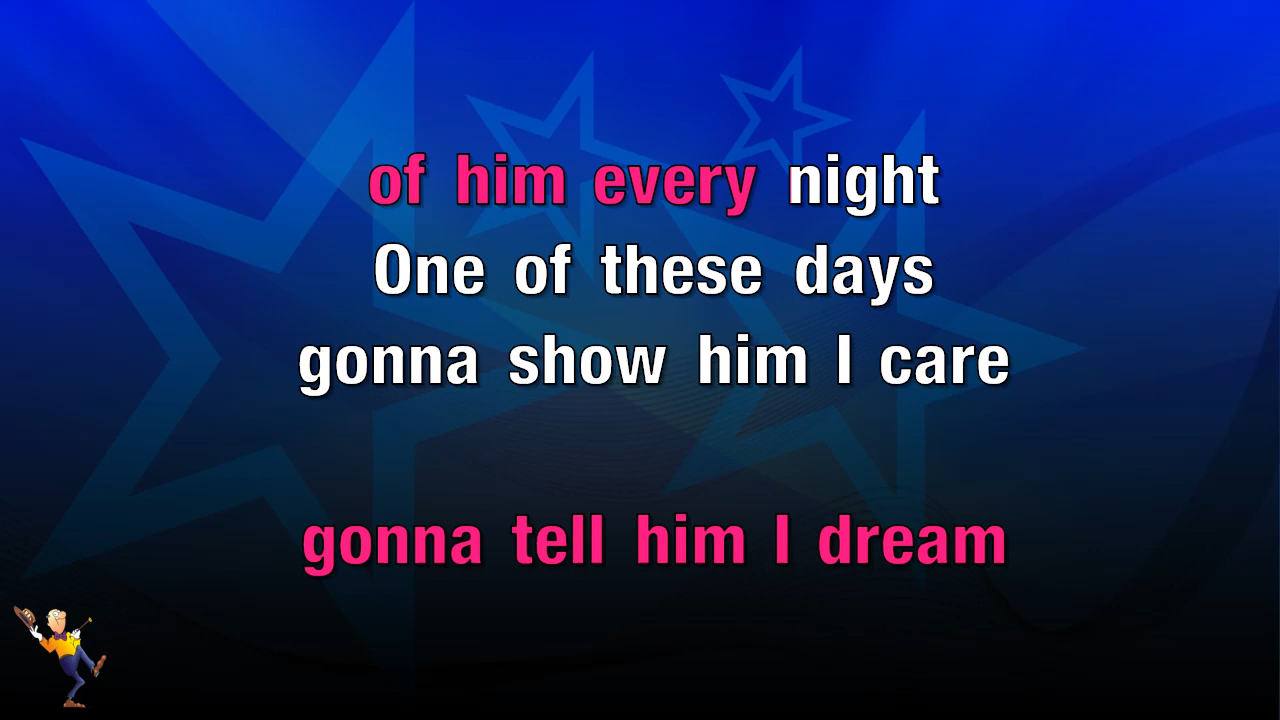 of him every night
One of these days
gonna show him I care
gonna tell him I dream